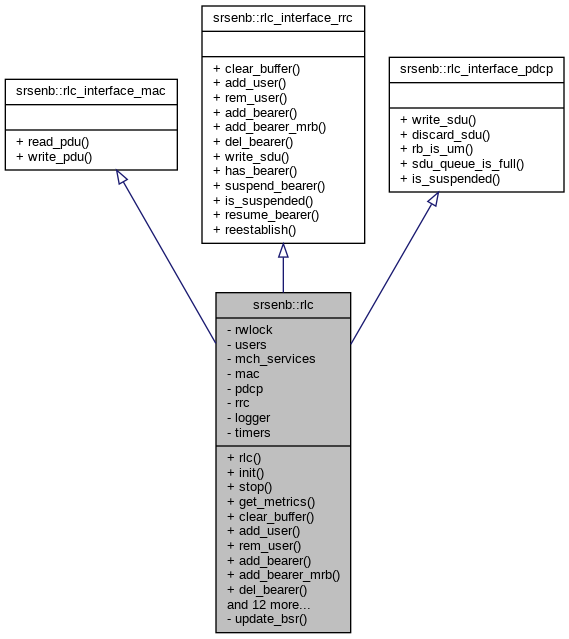 srsenb::rlc_interface_rrc
+ clear_buffer()
+ add_user()
+ rem_user()
+ add_bearer()
+ add_bearer_mrb()
+ del_bearer()
+ write_sdu()
+ has_bearer()
+ suspend_bearer()
+ is_suspended()
+ resume_bearer()
+ reestablish()
srsenb::rlc_interface_mac
+ read_pdu()
+ write_pdu()
srsenb::rlc_interface_pdcp
+ write_sdu()
+ discard_sdu()
+ rb_is_um()
+ sdu_queue_is_full()
+ is_suspended()
srsenb::rlc
- rwlock
- users
- mch_services
- mac
- pdcp
- rrc
- logger
- timers
+ rlc()
+ init()
+ stop()
+ get_metrics()
+ clear_buffer()
+ add_user()
+ rem_user()
+ add_bearer()
+ add_bearer_mrb()
+ del_bearer()
and 12 more...
- update_bsr()